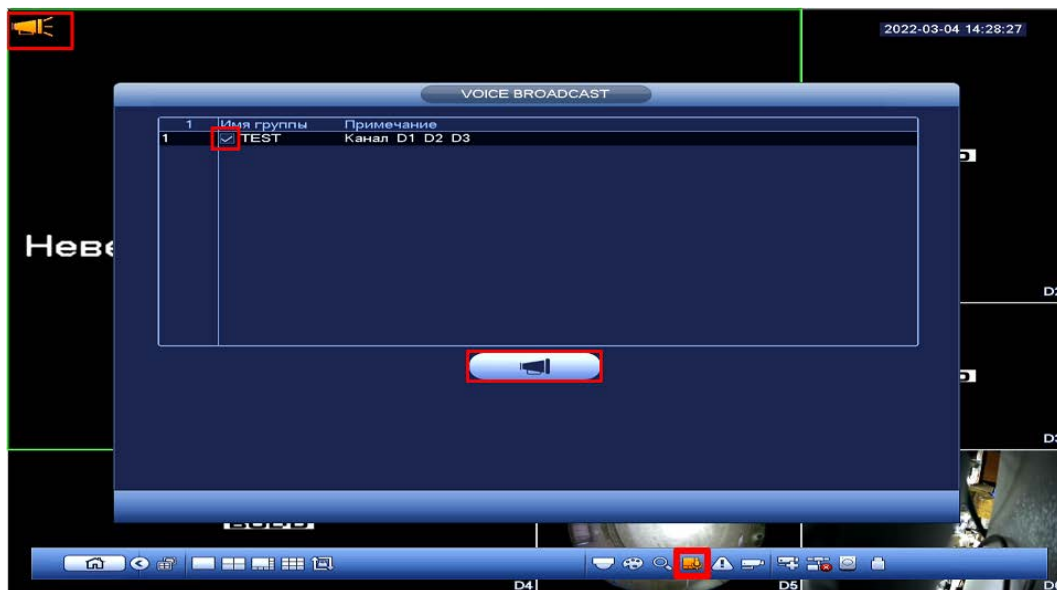 2022-03-04 14:28:27
VOICE BROADCAST
1 Имя группы Примечание
1 TEST Канал D1 D2 D3
Неве
D4
D5